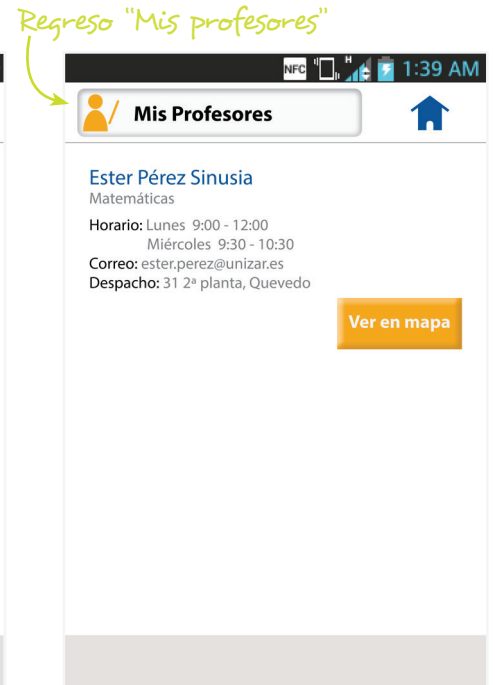 Regreso "Mis profesores"
NFC H 1:39 AM
Mis Profesores
Ester Pérez Sinusia
Matemáticas
Horario: Lunes 9:00 - 12:00
Miércoles 9:30 - 10:30
Correo: ester.perez@unizar.es
Despacho: 31 2ª planta, Quevedo
Ver en mapa